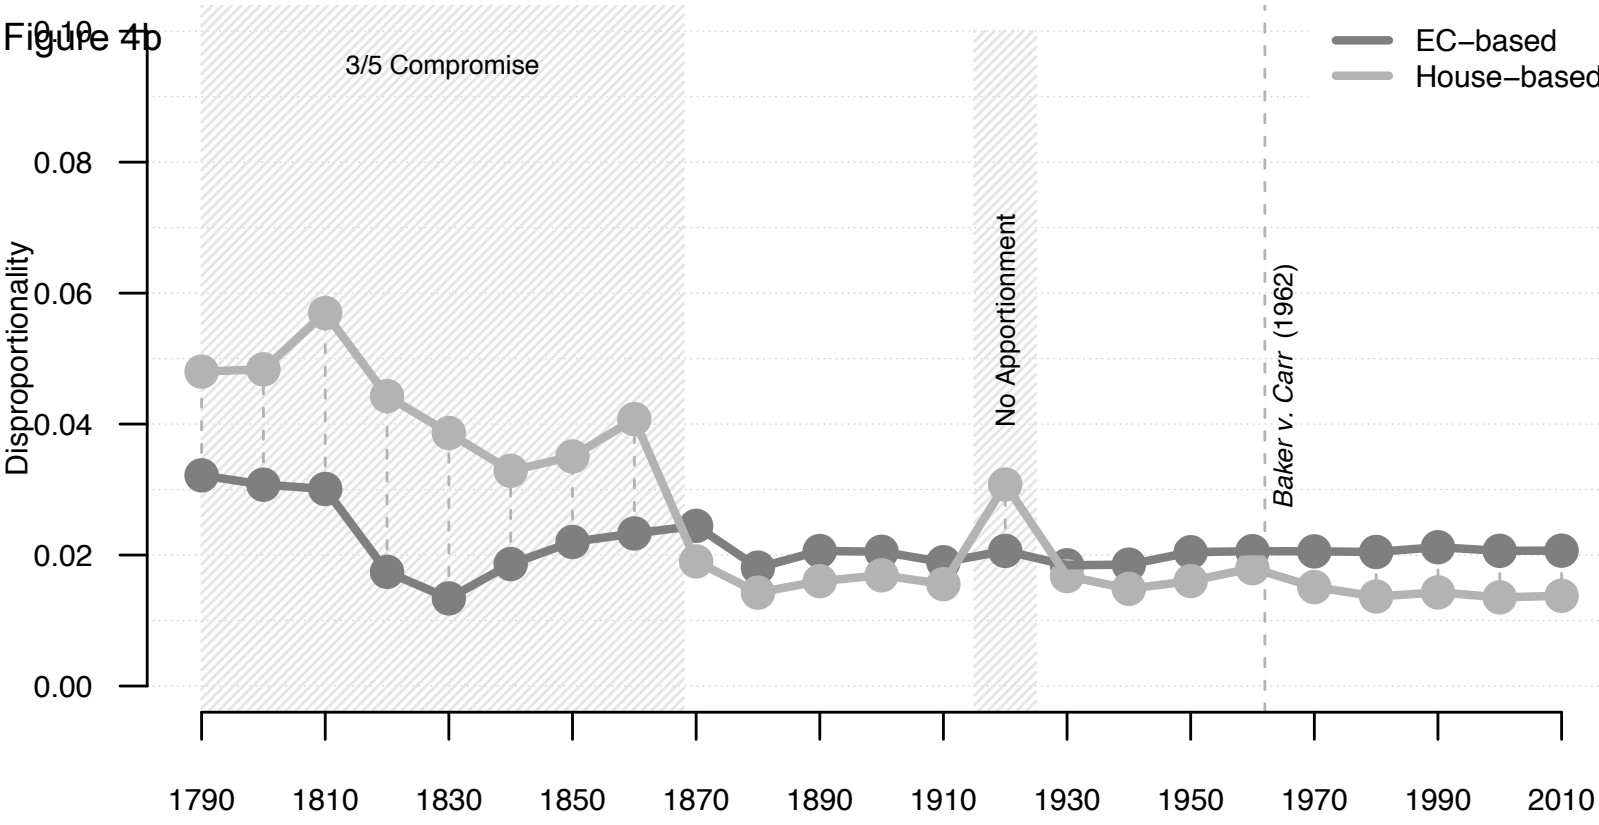 Figure 4b
0.10
0.08
0.06
0.04
0.02
0.00
Disproportionality
3/5 Compromise
No Apportionment
Baker v. Carr (1962)
EC−based
House−based
1790 1810 1830 1850 1870 1890 1910 1930 1950 1970 1990 2010